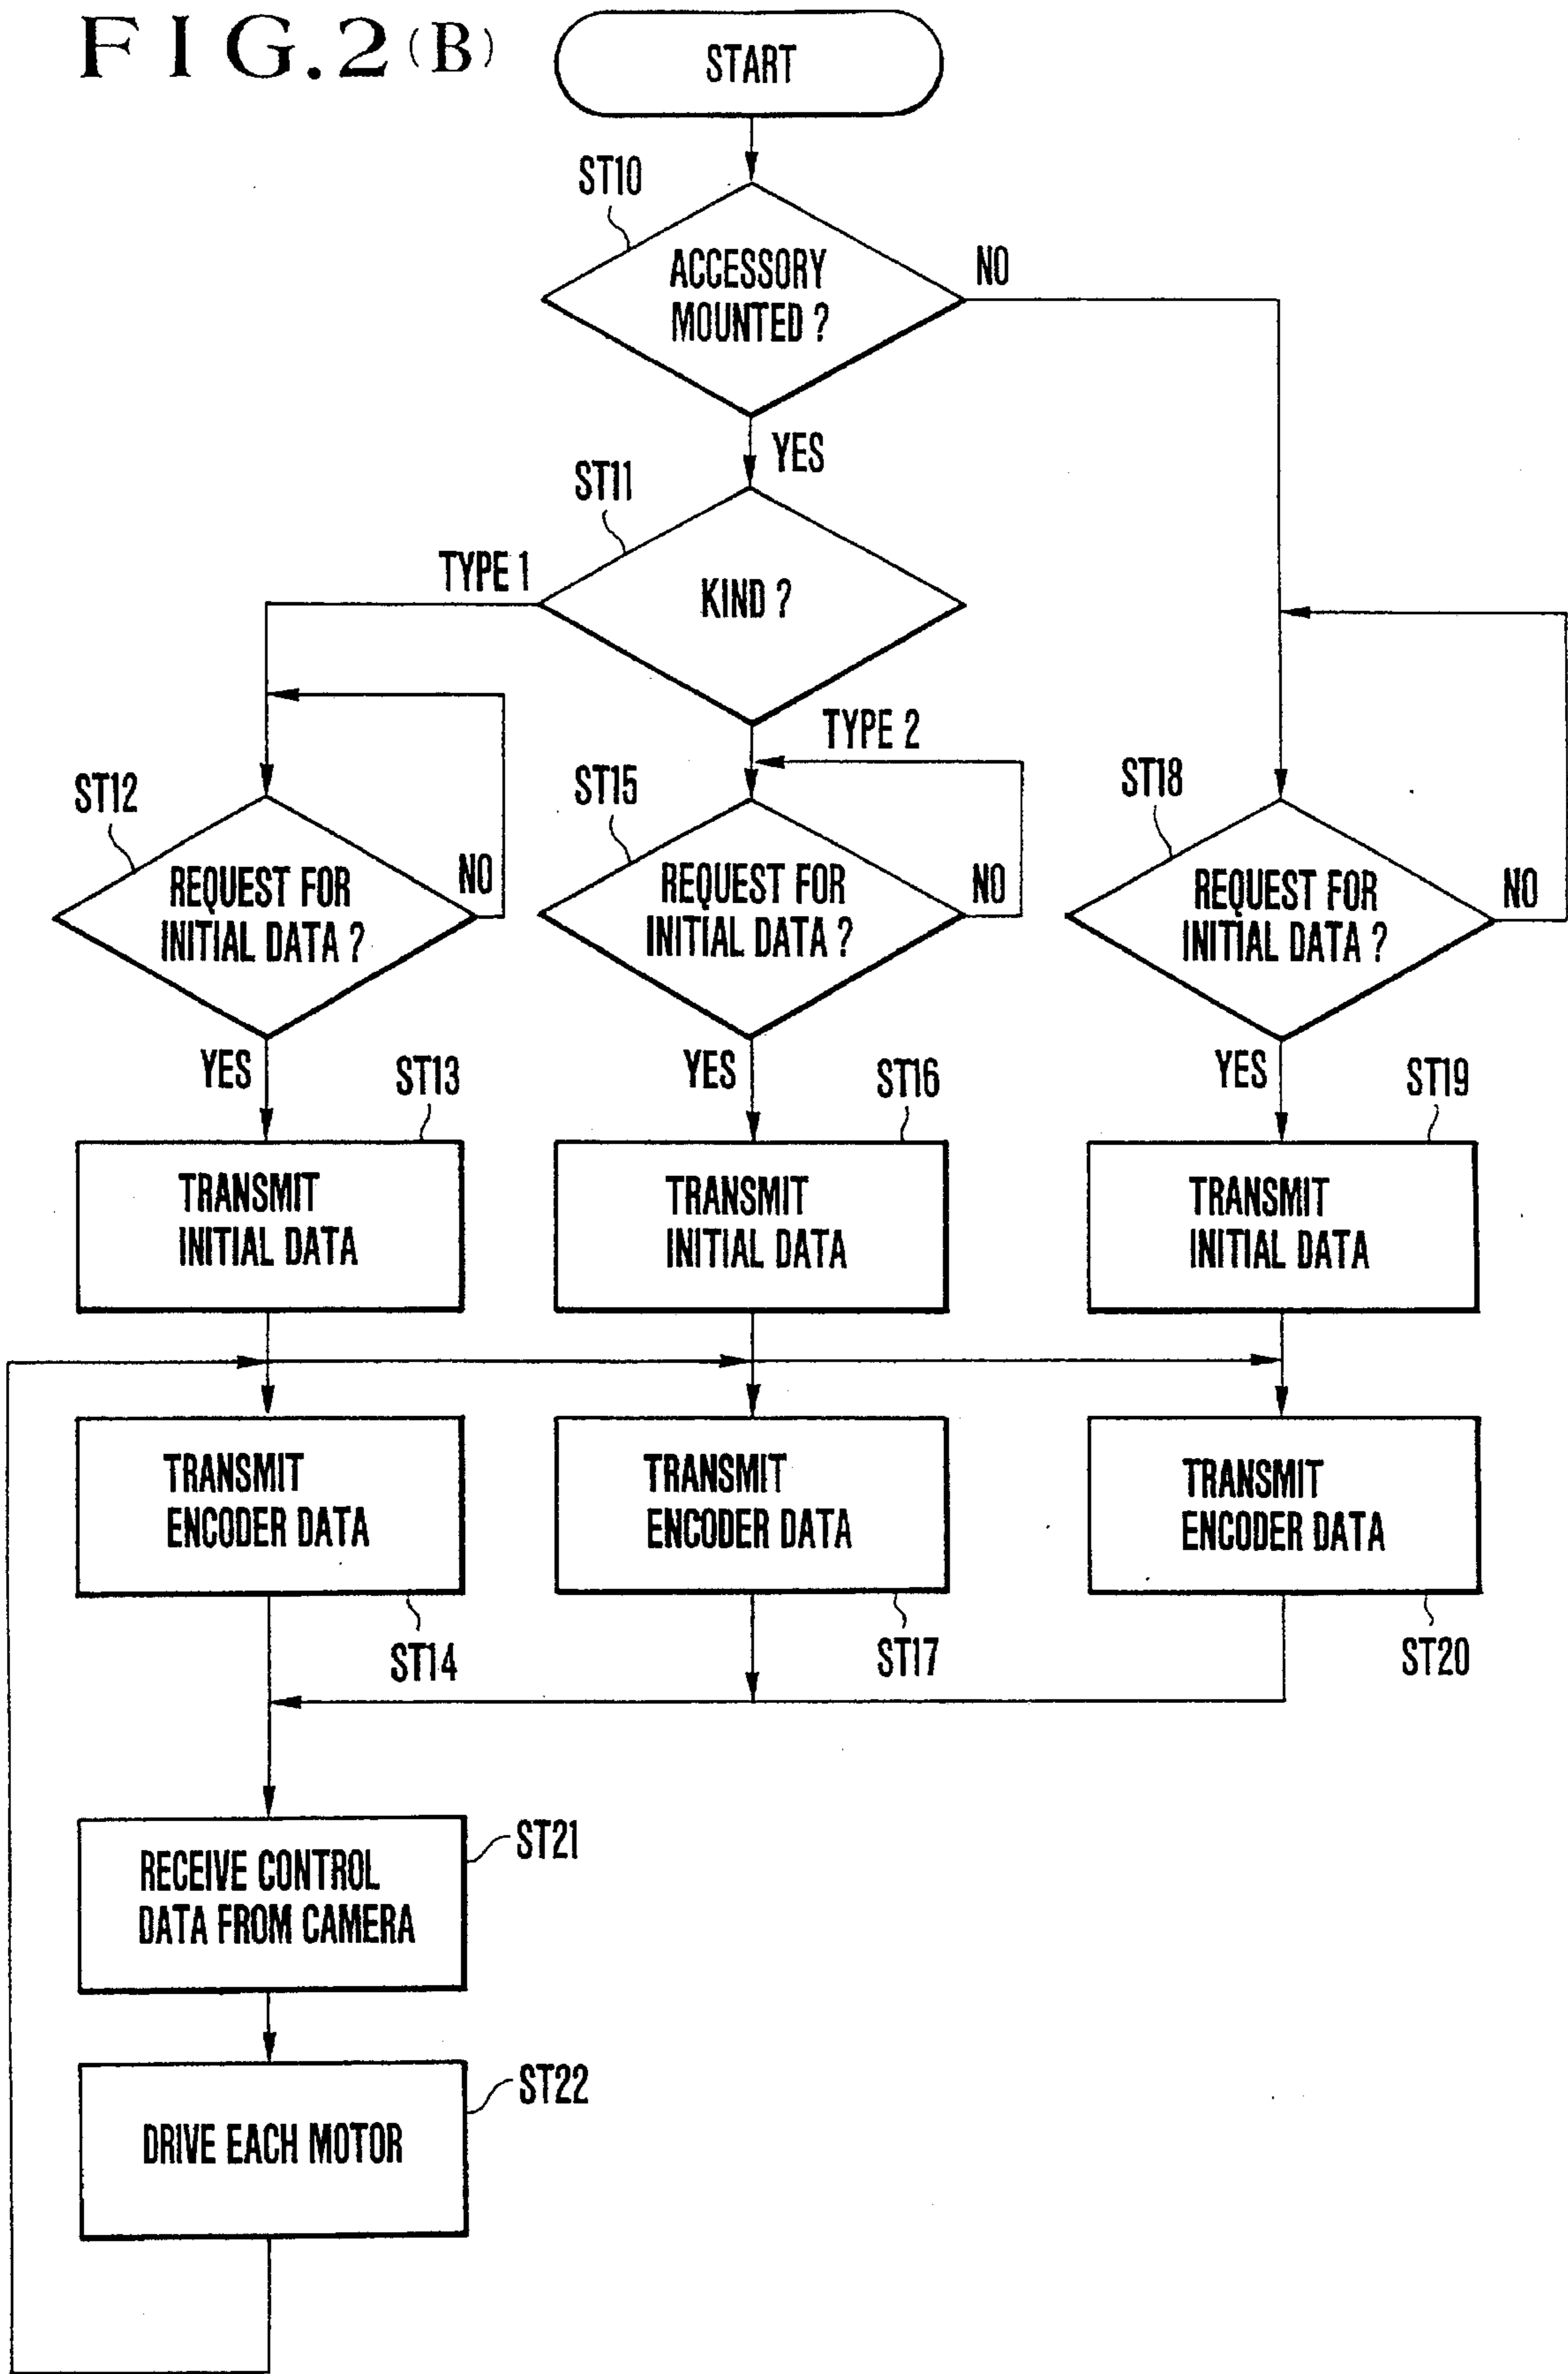 FIG.2(B)
START
ST10
ACCESSORY
MOUNTED ?
NO
YES
ST11
TYPE 1
KIND ?
TYPE 2
ST12
REQUEST FOR
INITIAL DATA ?
NO
ST15
REQUEST FOR
INITIAL DATA ?
NO
ST18
REQUEST FOR
INITIAL DATA ?
NO
YES
ST13
YES
ST16
YES
ST19
TRANSMIT
INITIAL DATA
TRANSMIT
INITIAL DATA
TRANSMIT
INITIAL DATA
TRANSMIT
ENCODER DATA
TRANSMIT
ENCODER DATA
TRANSMIT
ENCODER DATA
ST14
ST17
ST20
RECEIVE CONTROL
DATA FROM CAMERA
ST21
DRIVE EACH MOTOR
ST22